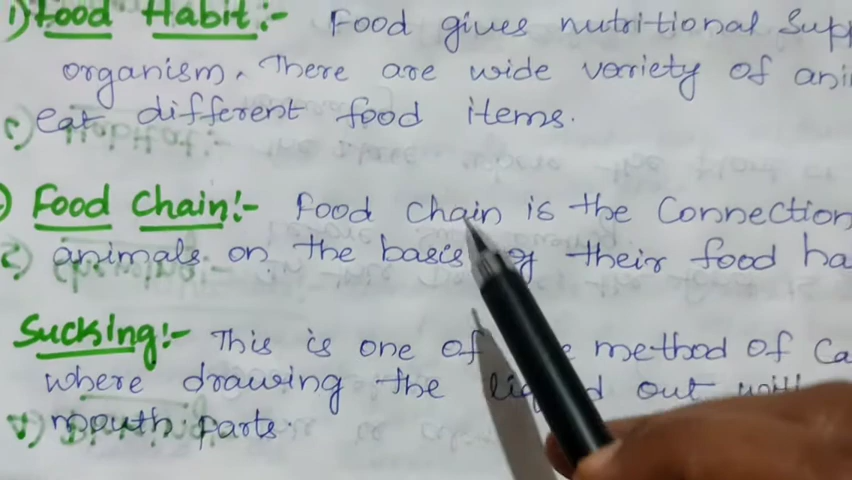 1) Food Habit:- Food gives nutritional Supp
organism. There are wide variety of ani
eat different food items.
Food Chain:- Food chain is the Connection
animals on the basis of their food ha
Sucking:- This is one of method of Ca
where drawing the out
mouth parts.